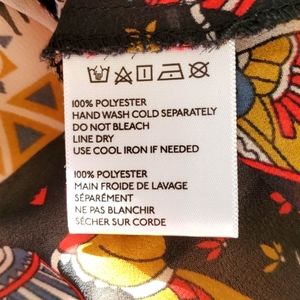 100% POLYESTER
HAND WASH COLD SEPARATELY
DO NOT BLEACH
LINE DRY
USE COOL IRON IF NEEDED
100% POLYESTER
MAIN FROIDE DE LAVAGE
SÉPARÉMENT
NE PAS BLANCHIR
SÉCHER SUR CORDE